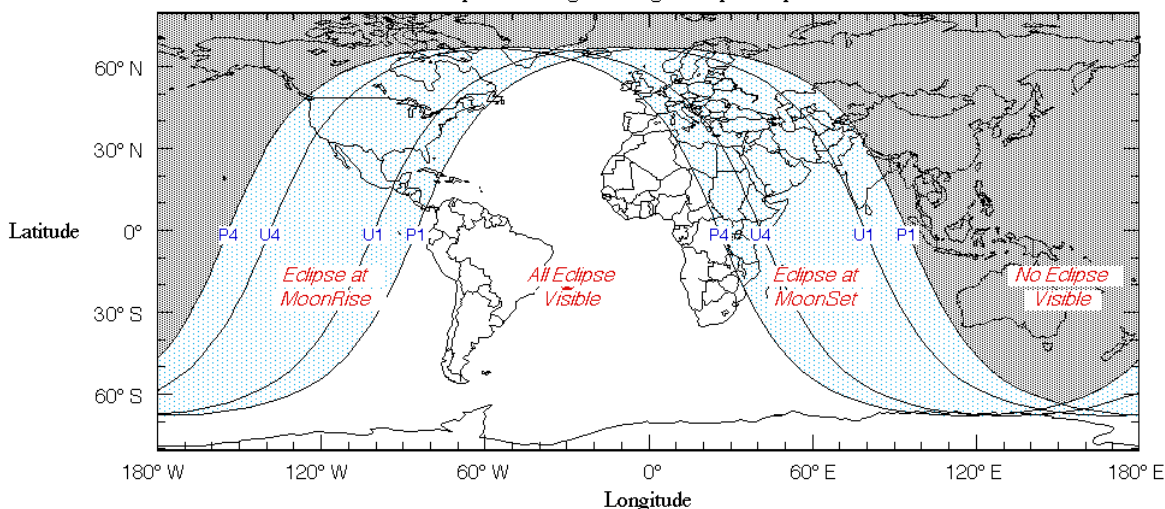 60° N
30° N
Latitude
0°
30° S
60° S
P4 U4 U1 P1 P4 U4 U1 P1
Eclipse at
MoonRise
All Eclipse
Visible
Eclipse at
MoonSet
No Eclipse
Visible
180° W 120° W 60° W 0° 60° E 120° E 180° E
Longitude